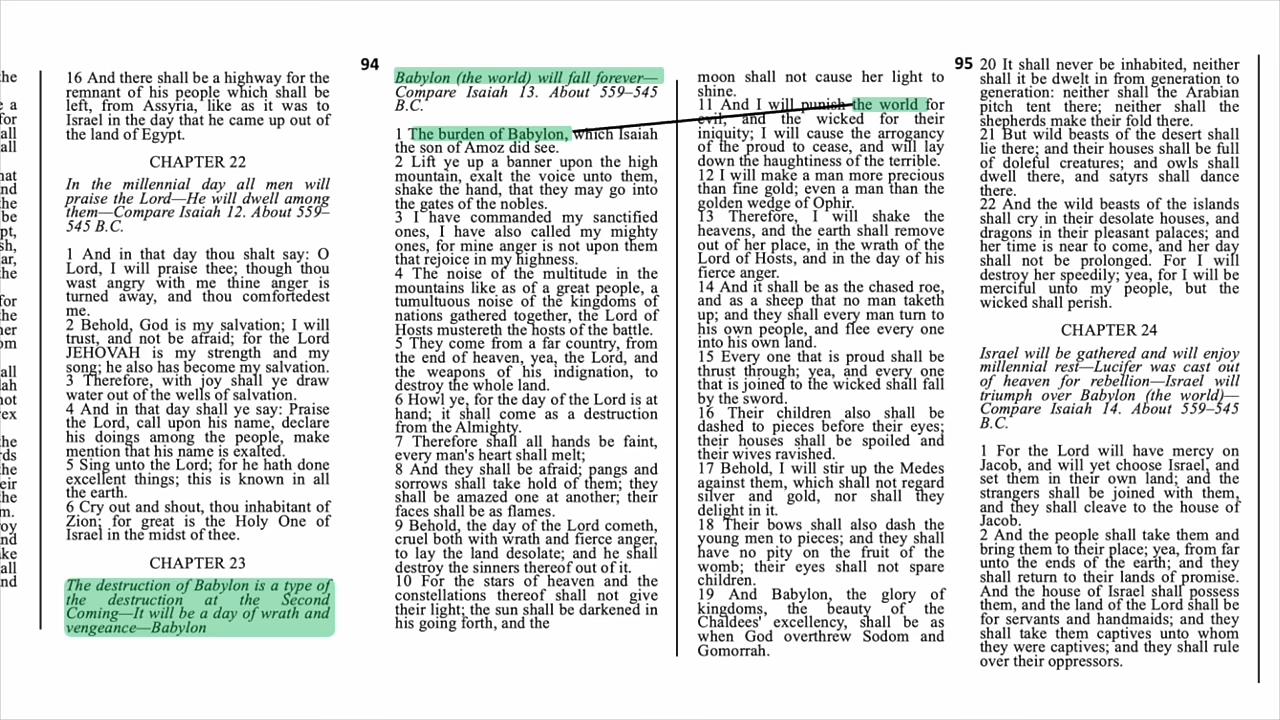 he
16 And there shall be a highway for the
remnant of his people which shall be
left, from Assyria, like as it was to
Israel in the day that he came up out of
the land of Egypt.
CHAPTER 22
In the millennial day all men will
praise the Lord—He will dwell among
them—Compare Isaiah 12. About 559–
545 B.C.
1 And in that day thou shalt say: O
Lord, I will praise thee; though thou
wast angry with me thine anger is
turned away, and thou comfortedest
me.
2 Behold, God is my salvation; I will
trust, and not be afraid; for the Lord
JEHOVAH is my strength and my
song; he also has become my salvation.
3 Therefore, with joy shall ye draw
water out of the wells of salvation.
4 And in that day shall ye say: Praise
the Lord, call upon his name, declare
his doings among the people, make
mention that his name is exalted.
5 Sing unto the Lord; for he hath done
excellent things; this is known in all
the earth.
6 Cry out and shout, thou inhabitant of
Zion; for great is the Holy One of
Israel in the midst of thee.
CHAPTER 23
The destruction of Babylon is a type of
the destruction at the Second
Coming—It will be a day of wrath and
vengeance—Babylon
94
Babylon (the world) will fall forever—
Compare Isaiah 13. About 559–545
B.C.
1 The burden of Babylon, which Isaiah
the son of Amoz did see.
2 Lift ye up a banner upon the high
mountain, exalt the voice unto them,
shake the hand, that they may go into
the gates of the nobles.
3 I have commanded my sanctified
ones, I have also called my mighty
ones, for mine anger is not upon them
that rejoice in my highness.
4 The noise of the multitude in the
mountains like as of a great people, a
tumultuous noise of the kingdoms of
nations gathered together, the Lord of
Hosts mustereth the hosts of the battle.
5 They come from a far country, from
the end of heaven, yea, the Lord, and
the weapons of his indignation, to
destroy the whole land.
6 Howl ye, for the day of the Lord is at
hand; it shall come as a destruction
from the Almighty.
7 Therefore shall all hands be faint,
every man's heart shall melt;
8 And they shall be afraid; pangs and
sorrows shall take hold of them; they
shall be amazed one at another; their
faces shall be as flames.
9 Behold, the day of the Lord cometh,
cruel both with wrath and fierce anger,
to lay the land desolate; and he shall
destroy the sinners thereof out of it.
10 For the stars of heaven and the
constellations thereof shall not give
their light; the sun shall be darkened in
his going forth, and the
moon shall not cause her light to
shine.
11 And I will punish the world for
evil, and the wicked for their
iniquity; I will cause the arrogancy
of the proud to cease, and will lay
down the haughtiness of the terrible.
12 I will make a man more precious
than fine gold; even a man than the
golden wedge of Ophir.
13 Therefore, I will shake the
heavens, and the earth shall remove
out of her place, in the wrath of the
Lord of Hosts, and in the day of his
fierce anger.
14 And it shall be as the chased roe,
and as a sheep that no man taketh
up; and they shall every man turn to
his own people, and flee every one
into his own land.
15 Every one that is proud shall be
thrust through; yea, and every one
that is joined to the wicked shall fall
by the sword.
16 Their children also shall be
dashed to pieces before their eyes;
their houses shall be spoiled and
their wives ravished.
17 Behold, I will stir up the Medes
against them, which shall not regard
silver and gold, nor shall they
delight in it.
18 Their bows shall also dash the
young men to pieces; and they shall
have no pity on the fruit of the
womb; their eyes shall not spare
children.
19 And Babylon, the glory of
kingdoms, the beauty of the
Chaldees' excellency, shall be as
when God overthrew Sodom and
Gomorrah.
95
20 It shall never be inhabited, neither
shall it be dwelt in from generation to
generation: neither shall the Arabian
pitch tent there; neither shall the
shepherds make their fold there.
21 But wild beasts of the desert shall
lie there; and their houses shall be full
of doleful creatures; and owls shall
dwell there, and satyrs shall dance
there.
22 And the wild beasts of the islands
shall cry in their desolate houses, and
dragons in their pleasant palaces; and
her time is near to come, and her day
shall not be prolonged. For I will
destroy her speedily; yea, for I will be
merciful unto my people, but the
wicked shall perish.
CHAPTER 24
Israel will be gathered and will enjoy
millennial rest—Lucifer was cast out
of heaven for rebellion—Israel will
triumph over Babylon (the world)—
Compare Isaiah 14. About 559–545
B.C.
1 For the Lord will have mercy on
Jacob, and will yet choose Israel, and
set them in their own land; and the
strangers shall be joined with them,
and they shall cleave to the house of
Jacob.
2 And the people shall take them and
bring them to their place; yea, from far
unto the ends of the earth; and they
shall return to their lands of promise.
And the house of Israel shall possess
them, and the land of the Lord shall be
for servants and handmaids; and they
shall take them captives unto whom
they were captives; and they shall rule
over their oppressors.